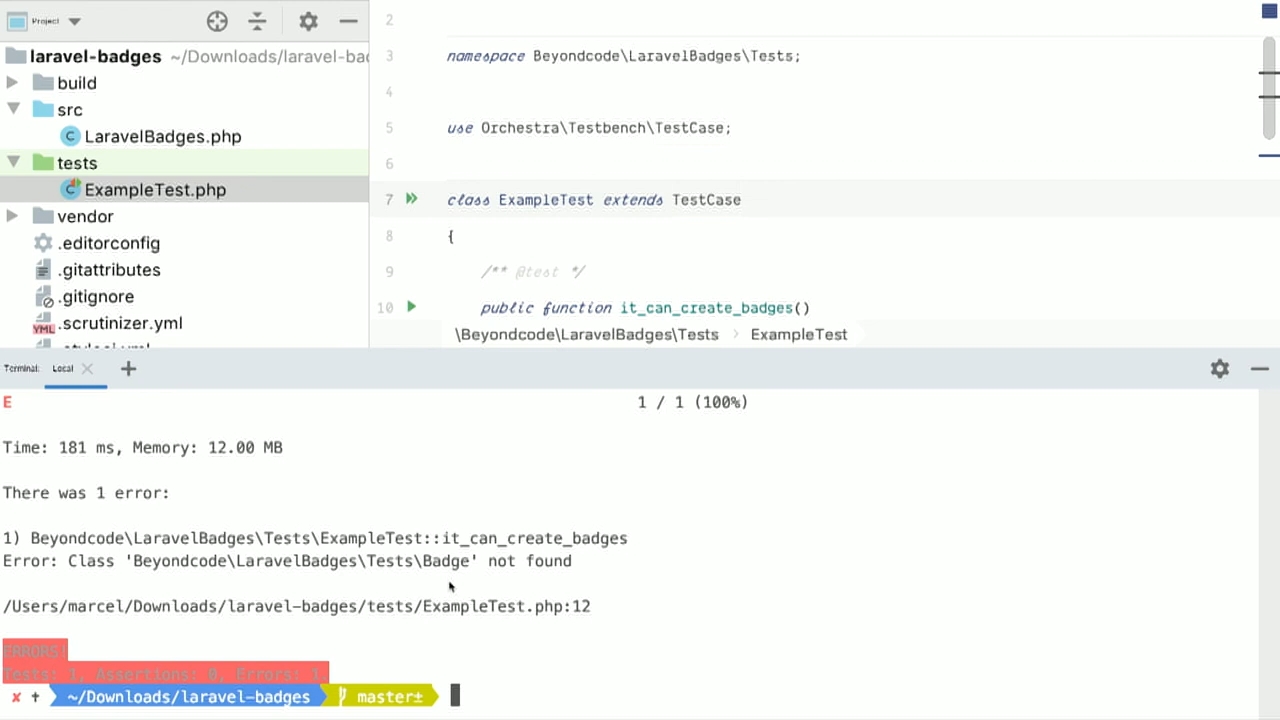 Project
laravel-badges ~/Downloads/laravel-bad
build
src
LaravelBadges.php
tests
ExampleTest.php
vendor
.editorconfig
.gitattributes
.gitignore
YML .scrutinizer.yml
2
3 namespace Beyondcode\LaravelBadges\Tests;
4
5 use Orchestra\Testbench\TestCase;
6
7 class ExampleTest extends TestCase
8 {
9 /** @test */
10 public function it_can_create_badges()
\Beyondcode\LaravelBadges\Tests > ExampleTest
Terminal: Local × +
E 1 / 1 (100%)
Time: 181 ms, Memory: 12.00 MB
There was 1 error:
1) Beyondcode\LaravelBadges\Tests\ExampleTest::it_can_create_badges
Error: Class 'Beyondcode\LaravelBadges\Tests\Badge' not found
/Users/marcel/Downloads/laravel-badges/tests/ExampleTest.php:12
ERRORS!
Tests: 1, Assertions: 0, Errors: 1.
✘ ✝ ~/Downloads/laravel-badges master±